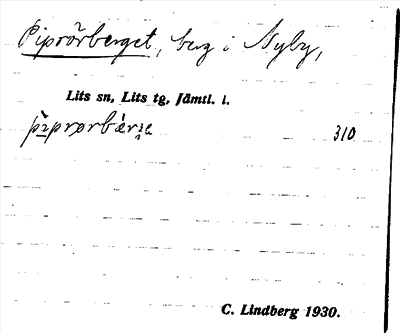 Piprörberget, berg i Nyby,
Lits sn, Lits tg, Jämtl. l.
310
C. Lindberg 1930.